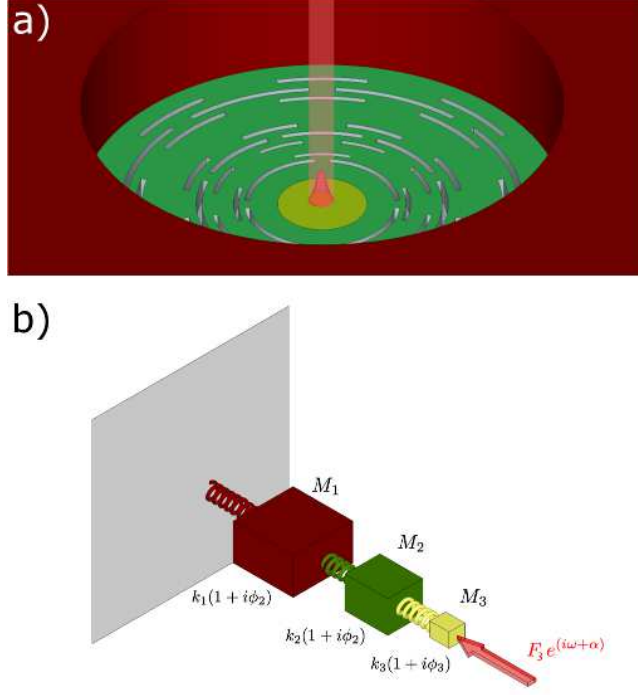 a)
b)
M₁
M₂
k₁(1 + iϕ₂)
M₃
k₂(1 + iϕ₂)
k₃(1 + iϕ₃)
F₃ e^(iω+α)